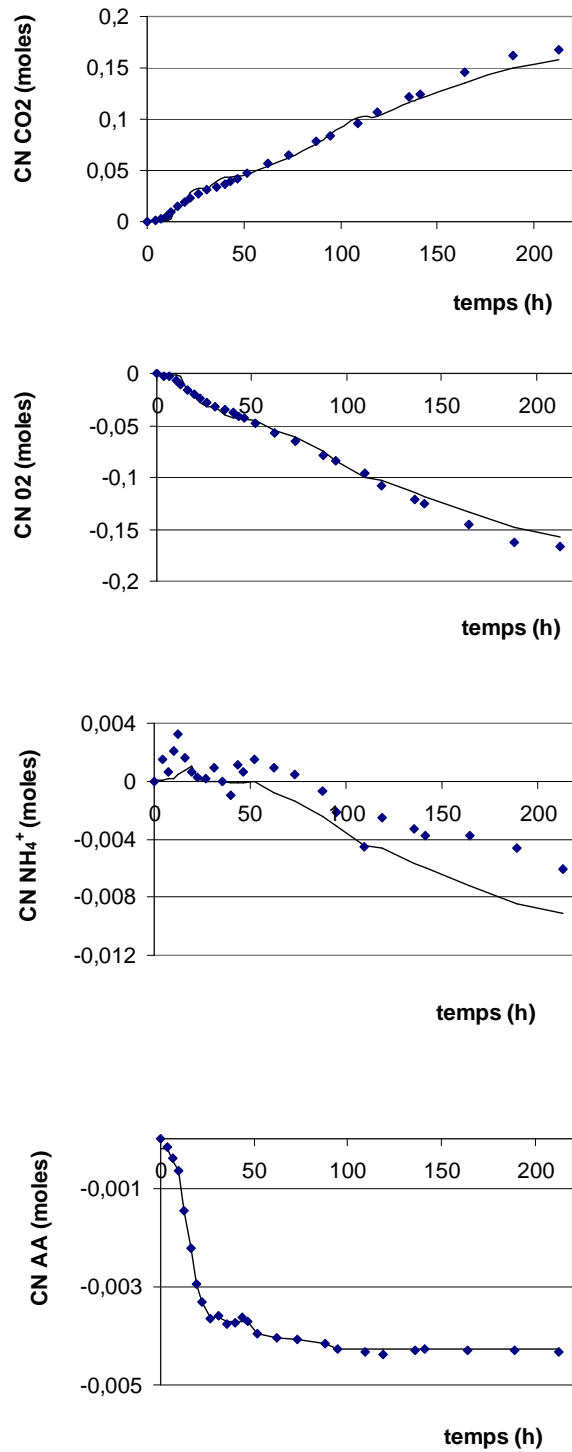 CN CO2 (moles)
0,2
0,15
0,1
0,05
0
0 50 100 150 200
temps (h)
CN 02 (moles)
0
0 50 100 150 200
-0,05
-0,1
-0,15
-0,2
temps (h)
CN NH₄⁺ (moles)
0,004
0
0 50 100 150 200
-0,004
-0,008
-0,012
temps (h)
CN AA (moles)
0 50 100 150 200
-0,001
-0,003
-0,005
temps (h)